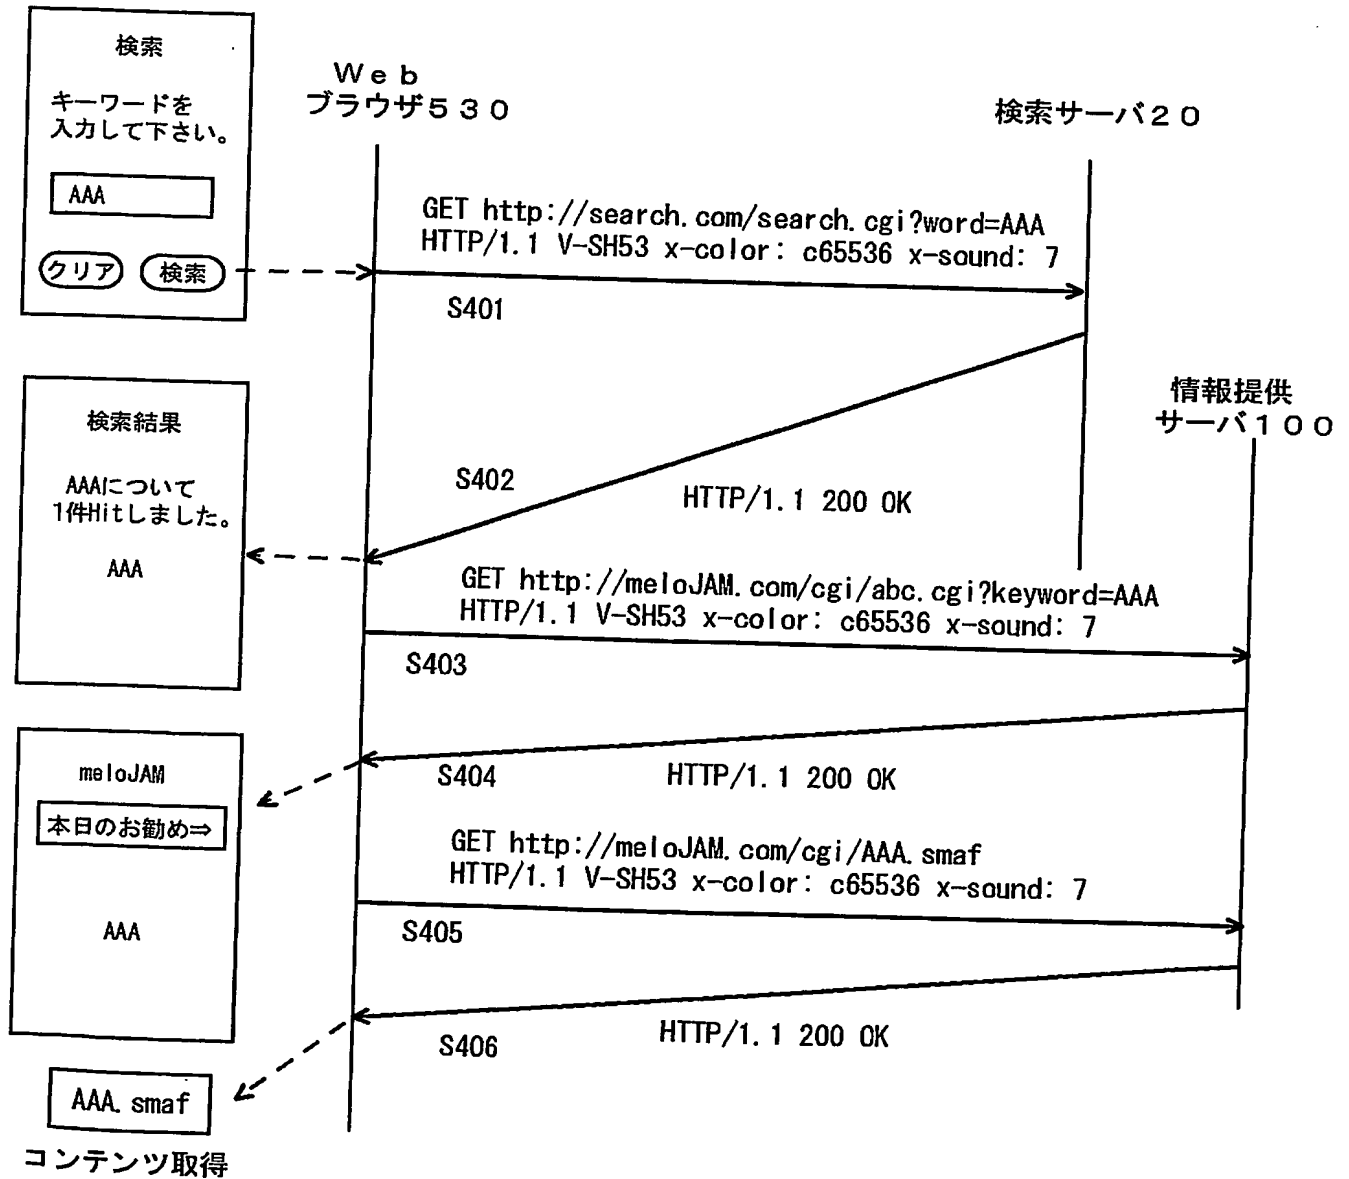 検索
キーワードを
入力して下さい。
AAA
クリア
検索
Web
ブラウザ530
検索サーバ20
GET http://search.com/search.cgi?word=AAA
HTTP/1.1 V-SH53 x-color: c65536 x-sound: 7
S401
検索結果
AAAについて
1件Hitしました。
AAA
S402
HTTP/1.1 200 OK
情報提供
サーバ100
GET http://meloJAM.com/cgi/abc.cgi?keyword=AAA
HTTP/1.1 V-SH53 x-color: c65536 x-sound: 7
S403
meloJAM
本日のお勧め⇒
AAA
S404
HTTP/1.1 200 OK
GET http://meloJAM.com/cgi/AAA.smaf
HTTP/1.1 V-SH53 x-color: c65536 x-sound: 7
S405
S406
HTTP/1.1 200 OK
AAA.smaf
コンテンツ取得